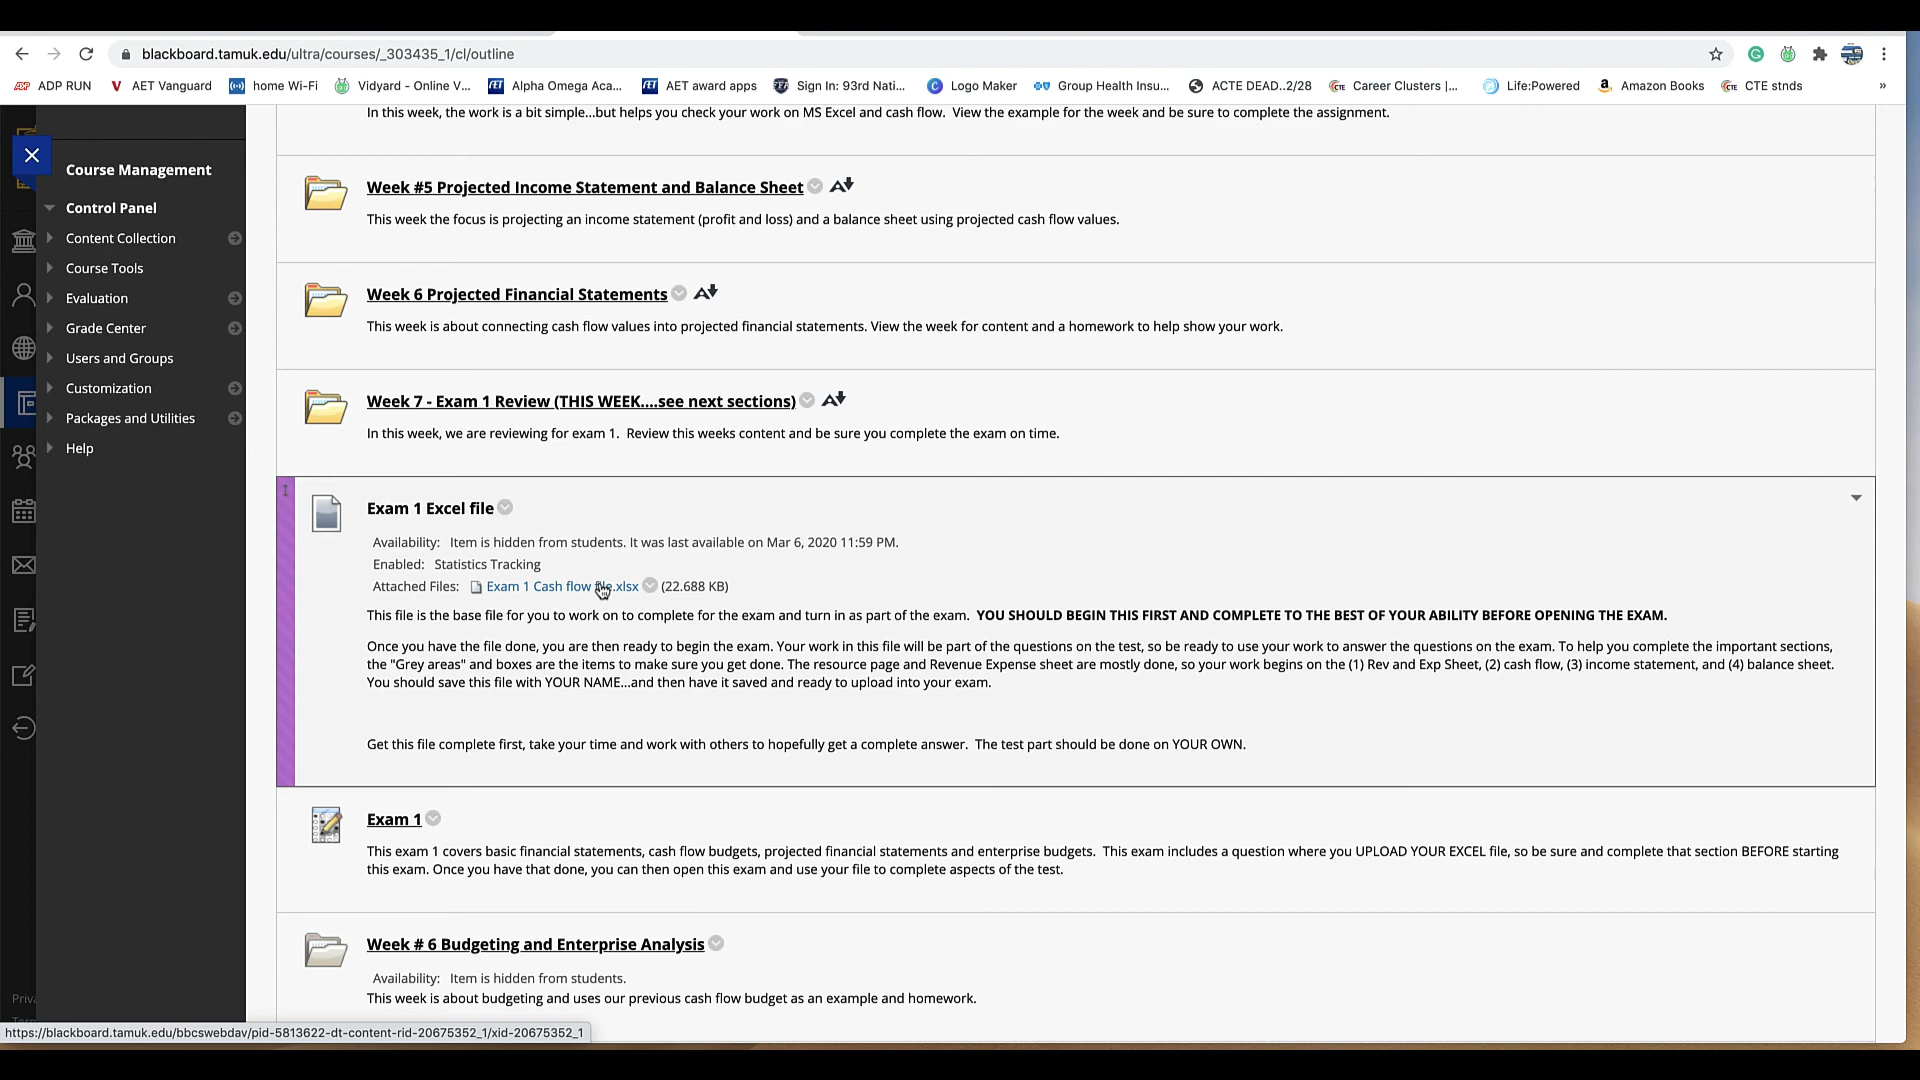 blackboard.tamuk.edu/ultra/courses/_303435_1/cl/outline
ADP RUN
AET Vanguard
home Wi-Fi
Vidyard - Online V...
Alpha Omega Aca...
AET award apps
Sign In: 93rd Nati...
Logo Maker
Group Health Insu...
ACTE DEAD..2/28
Career Clusters |...
Life:Powered
Amazon Books
CTE stnds
»
Course Management
Control Panel
Content Collection
Course Tools
Evaluation
Grade Center
Users and Groups
Customization
Packages and Utilities
Help
In this week, the work is a bit simple...but helps you check your work on MS Excel and cash flow.  View the example for the week and be sure to complete the assignment.
Week #5 Projected Income Statement and Balance Sheet
This week the focus is projecting an income statement (profit and loss) and a balance sheet using projected cash flow values.
Week 6 Projected Financial Statements
This week is about connecting cash flow values into projected financial statements. View the week for content and a homework to help show your work.
Week 7 - Exam 1 Review (THIS WEEK....see next sections)
In this week, we are reviewing for exam 1.  Review this weeks content and be sure you complete the exam on time.
Exam 1 Excel file
Availability: Item is hidden from students. It was last available on Mar 6, 2020 11:59 PM.
Enabled: Statistics Tracking
Attached Files: Exam 1 Cash flow file.xlsx (22.688 KB)
This file is the base file for you to work on to complete for the exam and turn in as part of the exam.  YOU SHOULD BEGIN THIS FIRST AND COMPLETE TO THE BEST OF YOUR ABILITY BEFORE OPENING THE EXAM.
Once you have the file done, you are then ready to begin the exam. Your work in this file will be part of the questions on the test, so be ready to use your work to answer the questions on the exam. To help you complete the important sections,
the "Grey areas" and boxes are the items to make sure you get done. The resource page and Revenue Expense sheet are mostly done, so your work begins on the (1) Rev and Exp Sheet, (2) cash flow, (3) income statement, and (4) balance sheet.
You should save this file with YOUR NAME...and then have it saved and ready to upload into your exam.
Get this file complete first, take your time and work with others to hopefully get a complete answer.  The test part should be done on YOUR OWN.
Exam 1
This exam 1 covers basic financial statements, cash flow budgets, projected financial statements and enterprise budgets.  This exam includes a question where you UPLOAD YOUR EXCEL file, so be sure and complete that section BEFORE starting
this exam. Once you have that done, you can then open this exam and use your file to complete aspects of the test.
Week # 6 Budgeting and Enterprise Analysis
Availability: Item is hidden from students.
This week is about budgeting and uses our previous cash flow budget as an example and homework.
Priva
https://blackboard.tamuk.edu/bbcswebdav/pid-5813622-dt-content-rid-20675352_1/xid-20675352_1